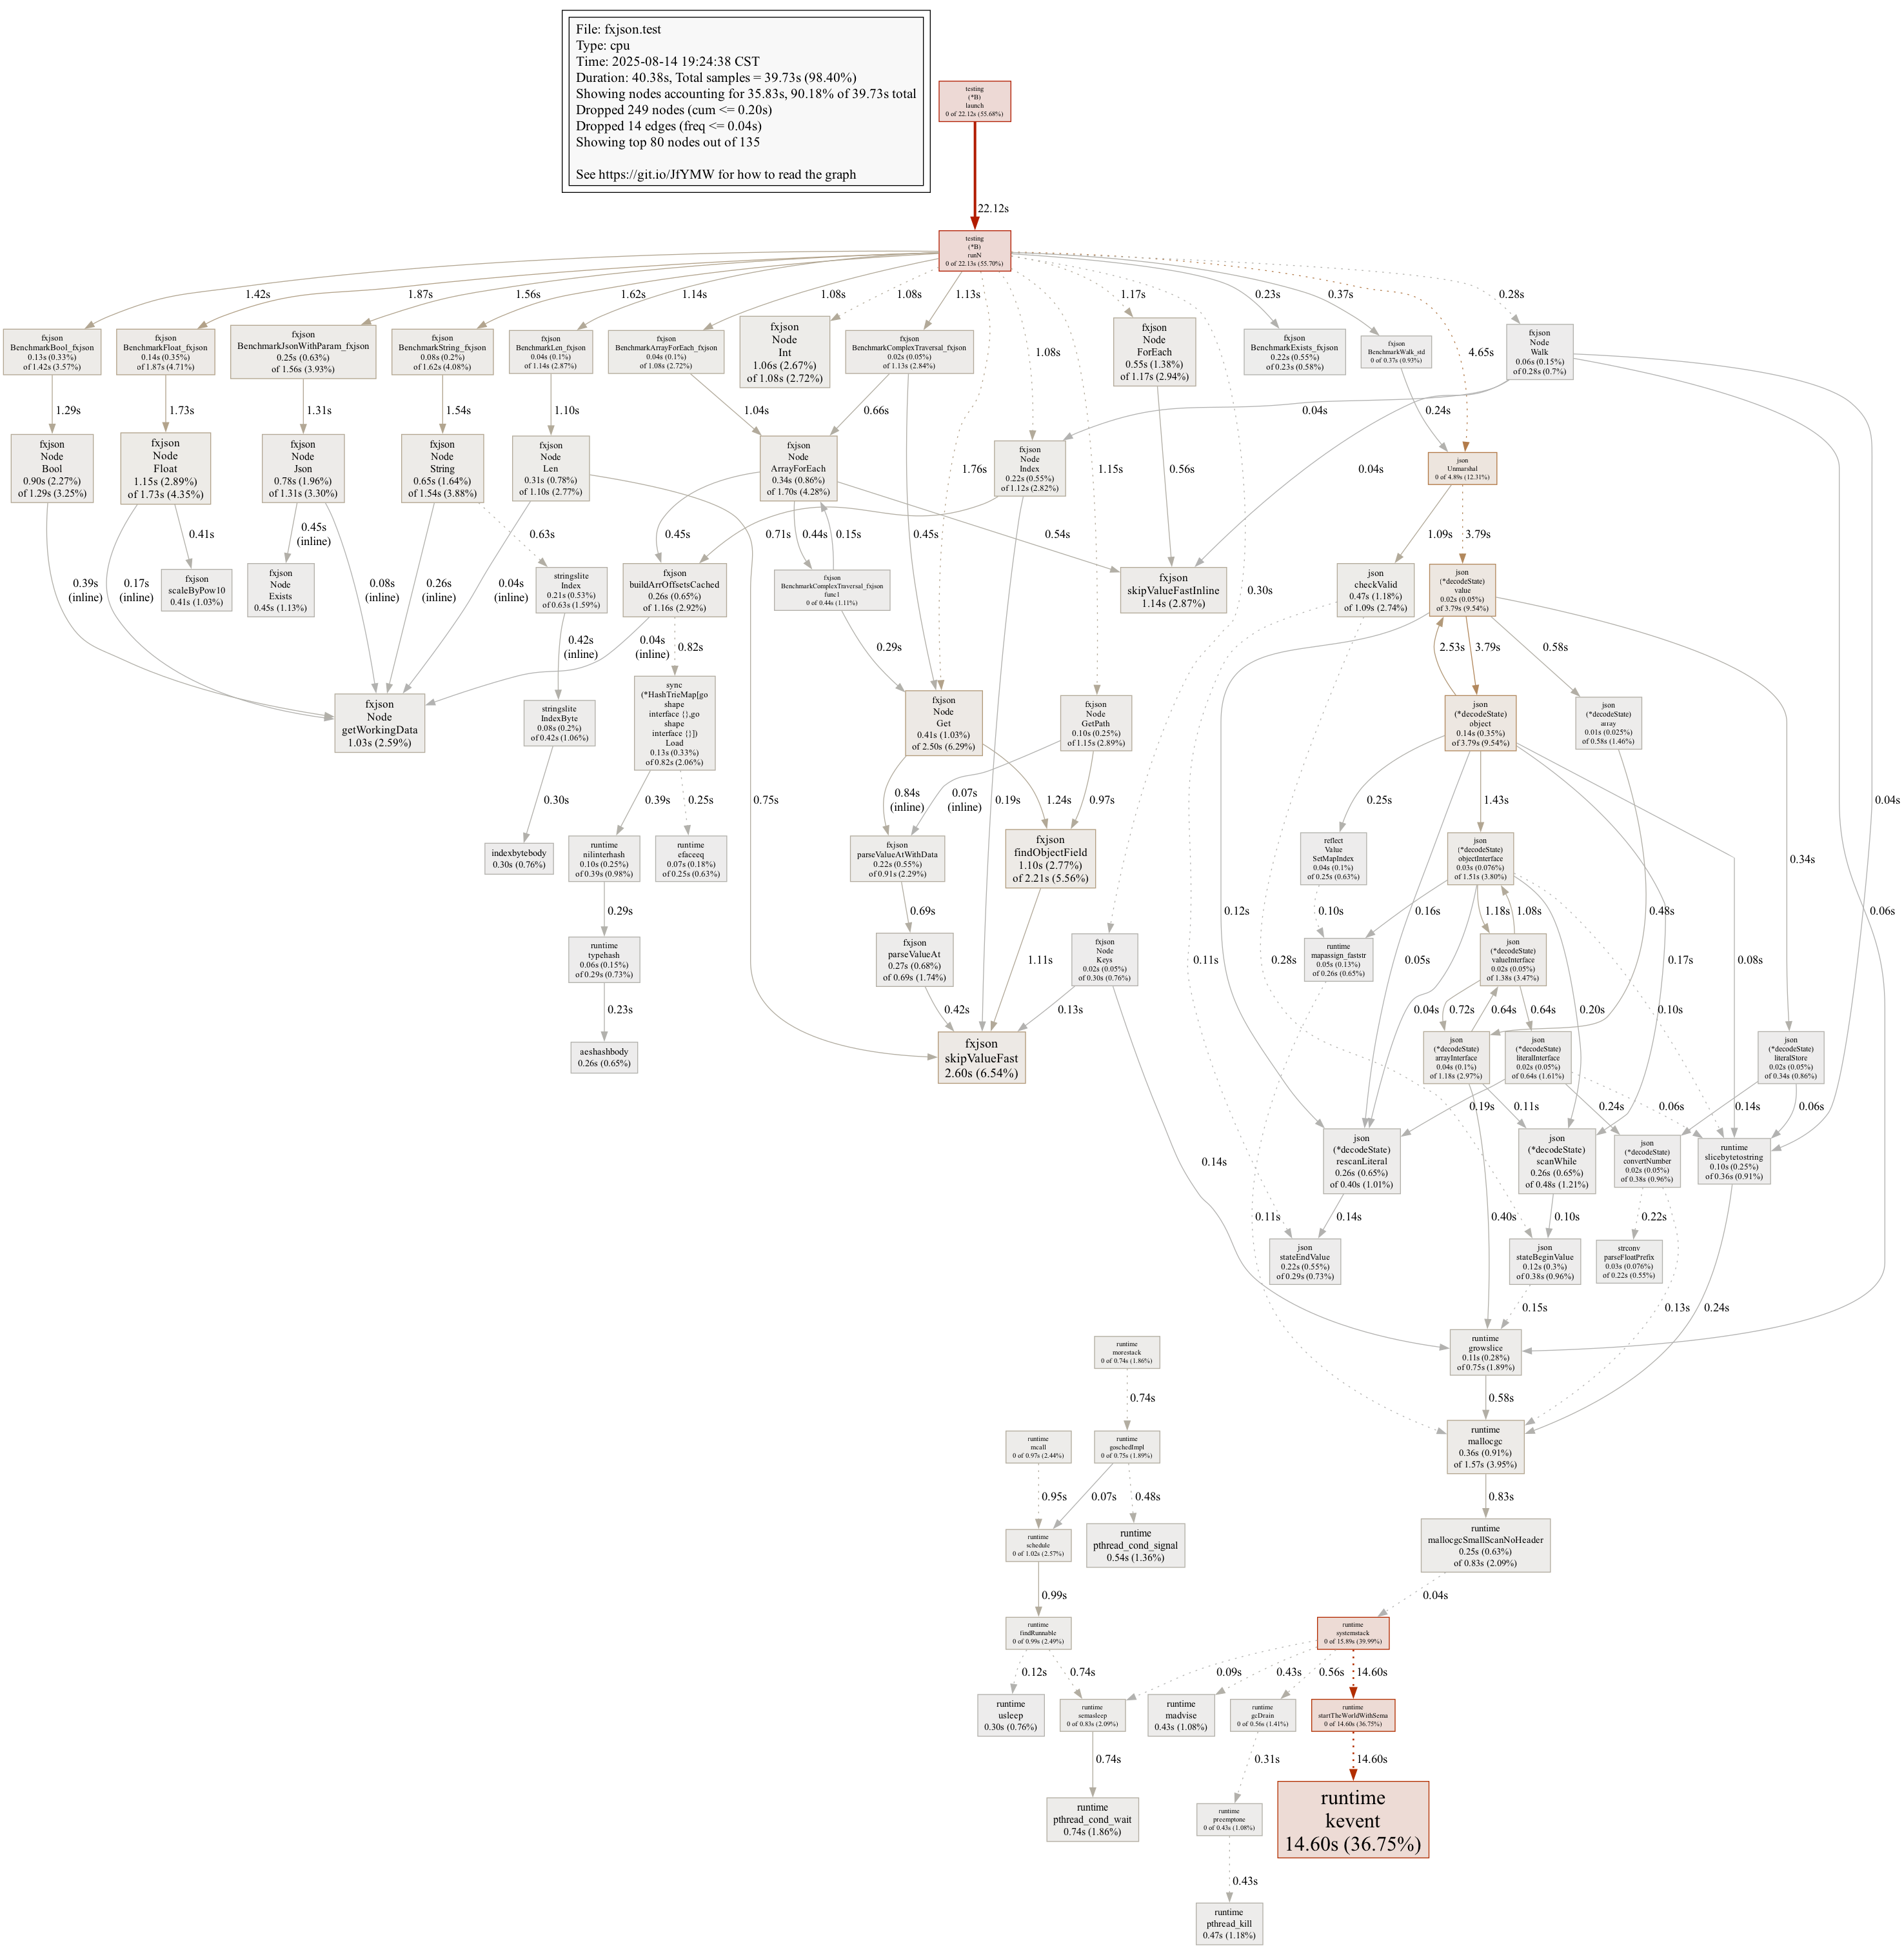 File: fxjson.test
Type: cpu
Time: 2025-08-14 19:24:38 CST
Duration: 40.38s, Total samples = 39.73s (98.40%)
Showing nodes accounting for 35.83s, 90.18% of 39.73s total
Dropped 249 nodes (cum <= 0.20s)
Dropped 14 edges (freq <= 0.04s)
Showing top 80 nodes out of 135
See https://git.io/JfYMW for how to read the graph
testing
(*B)
launch
0 of 22.12s (55.68%)
22.12s
testing
(*B)
runN
0 of 22.13s (55.70%)
1.42s
1.87s
1.56s
1.62s
1.14s
1.08s
1.08s
1.13s
1.17s
0.23s
0.37s
0.28s
fxjson
BenchmarkBool_fxjson
0.13s (0.33%)
of 1.42s (3.57%)
fxjson
BenchmarkFloat_fxjson
0.14s (0.35%)
of 1.87s (4.71%)
fxjson
BenchmarkJsonWithParam_fxjson
0.25s (0.63%)
of 1.56s (3.93%)
fxjson
BenchmarkString_fxjson
0.08s (0.2%)
of 1.62s (4.08%)
fxjson
BenchmarkLen_fxjson
0.04s (0.1%)
of 1.14s (2.87%)
fxjson
BenchmarkArrayForEach_fxjson
0.04s (0.1%)
of 1.08s (2.72%)
fxjson
Node
Int
1.06s (2.67%)
of 1.08s (2.72%)
fxjson
BenchmarkComplexTraversal_fxjson
0.02s (0.05%)
of 1.13s (2.84%)
1.08s
fxjson
Node
ForEach
0.55s (1.38%)
of 1.17s (2.94%)
fxjson
BenchmarkExists_fxjson
0.22s (0.55%)
of 0.23s (0.58%)
fxjson
BenchmarkWalk_std
0 of 0.37s (0.93%)
4.65s
fxjson
Node
Walk
0.06s (0.15%)
of 0.28s (0.7%)
1.29s
1.73s
1.31s
1.54s
1.10s
1.04s
0.66s
0.04s
0.24s
fxjson
Node
Bool
0.90s (2.27%)
of 1.29s (3.25%)
fxjson
Node
Float
1.15s (2.89%)
of 1.73s (4.35%)
fxjson
Node
Json
0.78s (1.96%)
of 1.31s (3.30%)
fxjson
Node
String
0.65s (1.64%)
of 1.54s (3.88%)
fxjson
Node
Len
0.31s (0.78%)
of 1.10s (2.77%)
fxjson
Node
ArrayForEach
0.34s (0.86%)
of 1.70s (4.28%)
1.76s
fxjson
Node
Index
0.22s (0.55%)
of 1.12s (2.82%)
1.15s
0.56s
0.04s
json
Unmarshal
0 of 4.89s (12.31%)
0.39s
(inline)
0.17s
(inline)
0.41s
0.45s
(inline)
0.08s
(inline)
0.26s
(inline)
0.63s
0.04s
(inline)
0.45s
0.71s
0.44s
0.15s
0.45s
0.54s
0.30s
1.09s
3.79s
fxjson
scaleByPow10
0.41s (1.03%)
fxjson
Node
Exists
0.45s (1.13%)
stringslite
Index
0.21s (0.53%)
of 0.63s (1.59%)
fxjson
buildArrOffsetsCached
0.26s (0.65%)
of 1.16s (2.92%)
fxjson
BenchmarkComplexTraversal_fxjson
func1
0 of 0.44s (1.11%)
fxjson
skipValueFastInline
1.14s (2.87%)
json
checkValid
0.47s (1.18%)
of 1.09s (2.74%)
json
(*decodeState)
value
0.02s (0.05%)
of 3.79s (9.54%)
0.42s
(inline)
0.04s
(inline)
0.82s
0.29s
2.53s
3.79s
0.58s
fxjson
Node
getWorkingData
1.03s (2.59%)
stringslite
IndexByte
0.08s (0.2%)
of 0.42s (1.06%)
sync
(*HashTrieMap[go
shape
interface {},go
shape
interface {}])
Load
0.13s (0.33%)
of 0.82s (2.06%)
fxjson
Node
Get
0.41s (1.03%)
of 2.50s (6.29%)
fxjson
Node
GetPath
0.10s (0.25%)
of 1.15s (2.89%)
json
(*decodeState)
object
0.14s (0.35%)
of 3.79s (9.54%)
json
(*decodeState)
array
0.01s (0.025%)
of 0.58s (1.46%)
0.30s
0.39s
0.25s
0.75s
0.84s
(inline)
0.07s
(inline)
1.24s
0.97s
0.19s
0.25s
1.43s
0.04s
indexbytebody
0.30s (0.76%)
runtime
nilinterhash
0.10s (0.25%)
of 0.39s (0.98%)
runtime
efaceeq
0.07s (0.18%)
of 0.25s (0.63%)
fxjson
parseValueAtWithData
0.22s (0.55%)
of 0.91s (2.29%)
fxjson
findObjectField
1.10s (2.77%)
of 2.21s (5.56%)
reflect
Value
SetMapIndex
0.04s (0.1%)
of 0.25s (0.63%)
json
(*decodeState)
objectInterface
0.03s (0.076%)
of 1.51s (3.80%)
0.34s
0.29s
0.69s
0.12s
0.10s
0.16s
1.18s
1.08s
0.48s
0.06s
runtime
typehash
0.06s (0.15%)
of 0.29s (0.73%)
fxjson
parseValueAt
0.27s (0.68%)
of 0.69s (1.74%)
1.11s
fxjson
Node
Keys
0.02s (0.05%)
of 0.30s (0.76%)
0.11s
0.28s
runtime
mapassign_faststr
0.05s (0.13%)
of 0.26s (0.65%)
0.05s
json
(*decodeState)
valueInterface
0.02s (0.05%)
of 1.38s (3.47%)
0.17s
0.08s
0.23s
0.42s
0.13s
0.04s
0.72s
0.64s
0.64s
0.20s
0.10s
aeshashbody
0.26s (0.65%)
fxjson
skipValueFast
2.60s (6.54%)
json
(*decodeState)
arrayInterface
0.04s (0.1%)
of 1.18s (2.97%)
json
(*decodeState)
literalInterface
0.02s (0.05%)
of 0.64s (1.61%)
json
(*decodeState)
literalStore
0.02s (0.05%)
of 0.34s (0.86%)
0.19s
0.11s
0.24s
0.06s
0.14s
0.06s
0.14s
json
(*decodeState)
rescanLiteral
0.26s (0.65%)
of 0.40s (1.01%)
json
(*decodeState)
scanWhile
0.26s (0.65%)
of 0.48s (1.21%)
json
(*decodeState)
convertNumber
0.02s (0.05%)
of 0.38s (0.96%)
runtime
slicebytetostring
0.10s (0.25%)
of 0.36s (0.91%)
0.11s
0.14s
0.40s
0.10s
0.22s
json
stateEndValue
0.22s (0.55%)
of 0.29s (0.73%)
json
stateBeginValue
0.12s (0.3%)
of 0.38s (0.96%)
strconv
parseFloatPrefix
0.03s (0.076%)
of 0.22s (0.55%)
0.15s
0.13s
0.24s
runtime
morestack
0 of 0.74s (1.86%)
runtime
growslice
0.11s (0.28%)
of 0.75s (1.89%)
0.74s
0.58s
runtime
mcall
0 of 0.97s (2.44%)
runtime
goschedImpl
0 of 0.75s (1.89%)
runtime
mallocgc
0.36s (0.91%)
of 1.57s (3.95%)
0.95s
0.07s
0.48s
0.83s
runtime
schedule
0 of 1.02s (2.57%)
runtime
pthread_cond_signal
0.54s (1.36%)
runtime
mallocgcSmallScanNoHeader
0.25s (0.63%)
of 0.83s (2.09%)
0.99s
0.04s
runtime
findRunnable
0 of 0.99s (2.49%)
runtime
systemstack
0 of 15.89s (39.99%)
0.12s
0.74s
0.09s
0.43s
0.56s
14.60s
runtime
usleep
0.30s (0.76%)
runtime
semasleep
0 of 0.83s (2.09%)
runtime
madvise
0.43s (1.08%)
runtime
gcDrain
0 of 0.56s (1.41%)
runtime
startTheWorldWithSema
0 of 14.60s (36.75%)
0.74s
0.31s
14.60s
runtime
pthread_cond_wait
0.74s (1.86%)
runtime
preemptone
0 of 0.43s (1.08%)
runtime
kevent
14.60s (36.75%)
0.43s
runtime
pthread_kill
0.47s (1.18%)